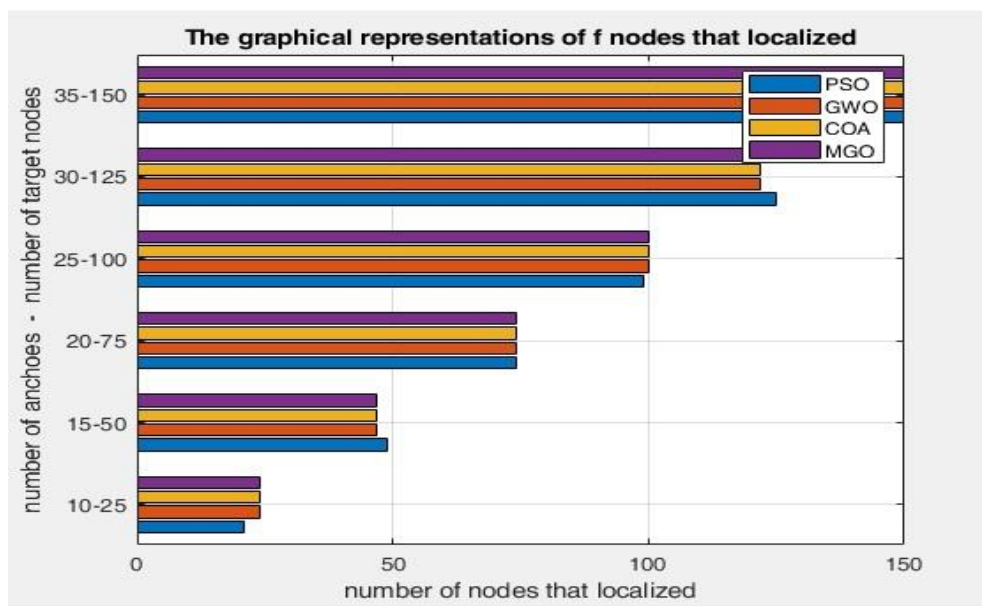 The graphical representations of f nodes that localized
number of anchoes - number of target nodes
35-150
30-125
25-100
20-75
15-50
10-25
PSO
GWO
COA
MGO
0
50
100
150
number of nodes that localized